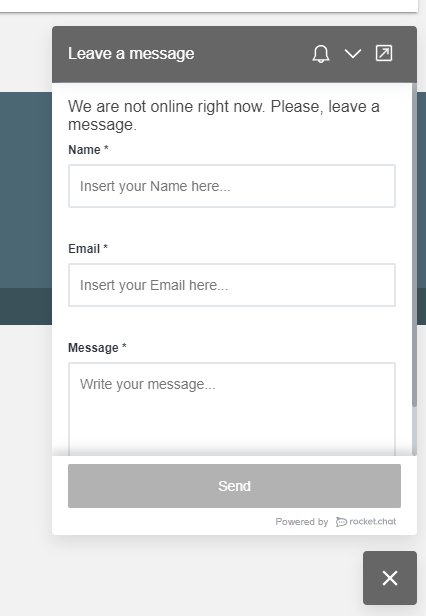 Leave a message
We are not online right now. Please, leave a
message.
Name *
Insert your Name here...
Email *
Insert your Email here...
Message *
Write your message...
Send
Powered by rocket.chat